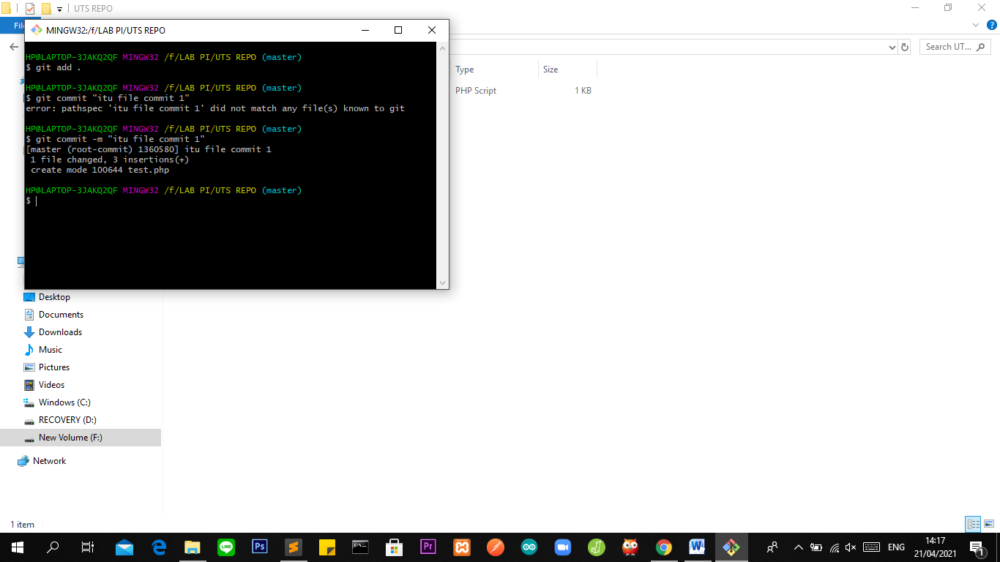 UTS REPO
Fil
MINGW32:/f/LAB PI/UTS REPO
HP@LAPTOP-3JAKQ2QF MINGW32 /f/LAB PI/UTS REPO (master)
$ git add .
HP@LAPTOP-3JAKQ2QF MINGW32 /f/LAB PI/UTS REPO (master)
$ git commit "itu file commit 1"
error: pathspec 'itu file commit 1' did not match any file(s) known to git
HP@LAPTOP-3JAKQ2QF MINGW32 /f/LAB PI/UTS REPO (master)
$ git commit -m "itu file commit 1"
[master (root-commit) 1360580] itu file commit 1
1 file changed, 3 insertions(+)
create mode 100644 test.php
HP@LAPTOP-3JAKQ2QF MINGW32 /f/LAB PI/UTS REPO (master)
$
Search UT...
Type Size
PHP Script 1 KB
Desktop
Documents
Downloads
Music
Pictures
Videos
Windows (C:)
RECOVERY (D:)
New Volume (F:)
Network
1 item
LINE
Ps
Pr
W
ENG
14:17
21/04/2021
1